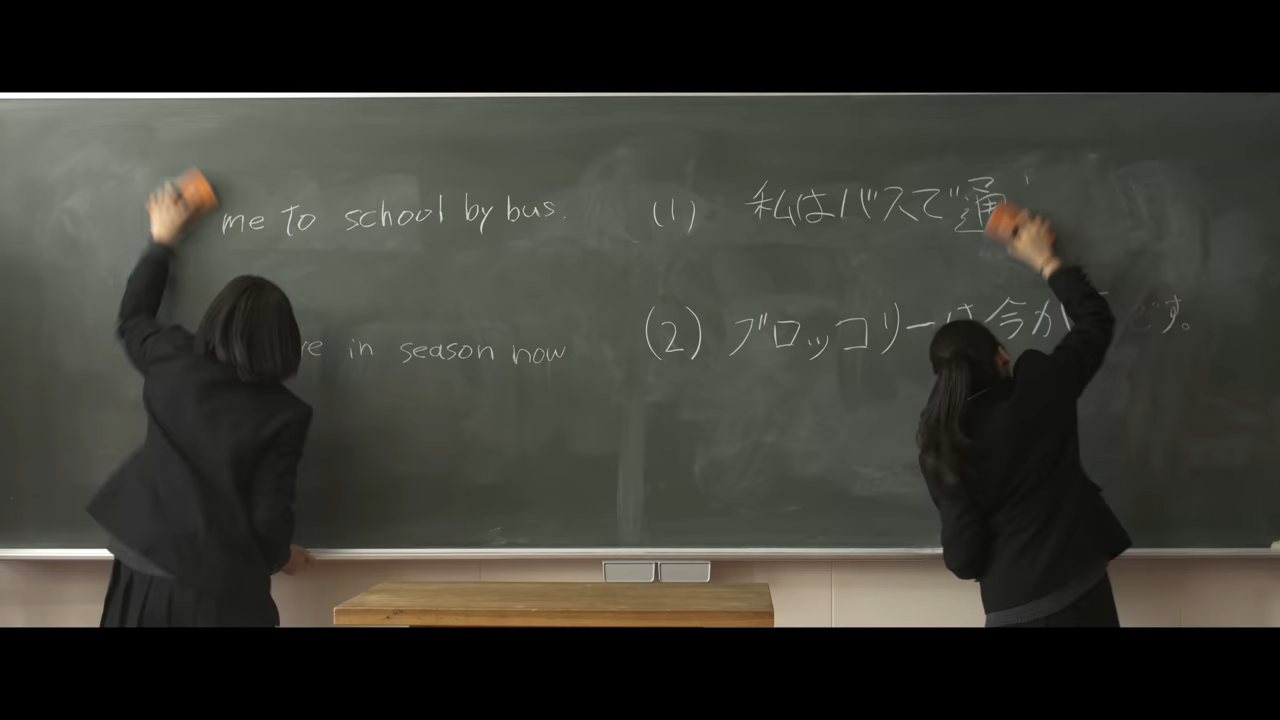 me to school by bus.
in season now
(1) 私はバスで通
(2) ブロッコリーは今が です。